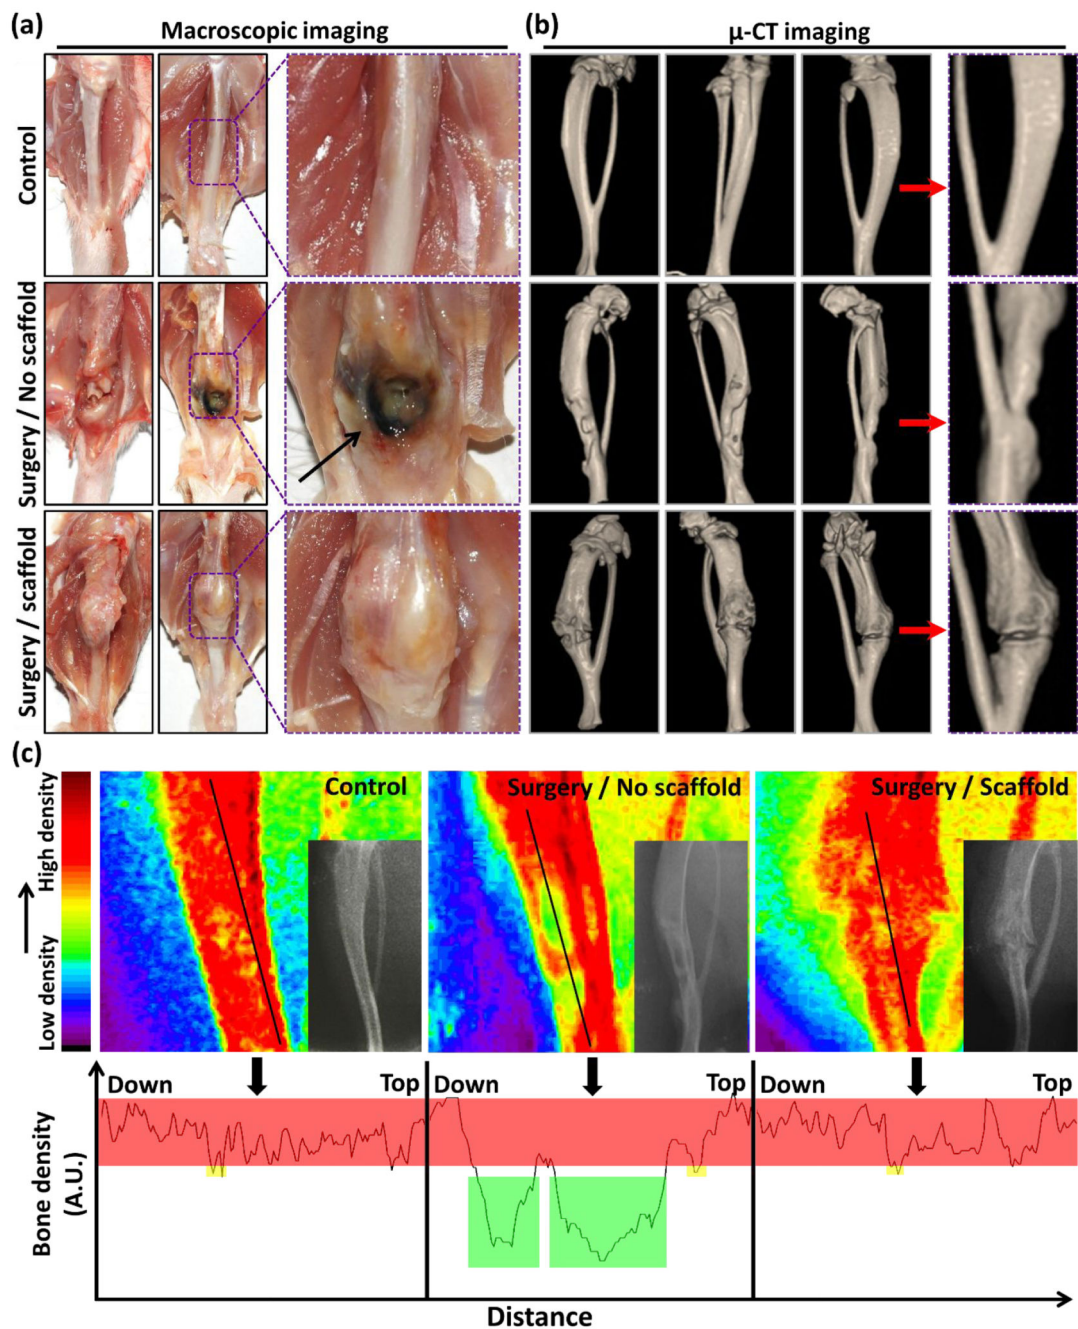 (a)
Macroscopic imaging
(b)
µ-CT imaging
Control
Surgery / No scaffold
Surgery / scaffold
(c)
Low density
High density
Control
Surgery / No scaffold
Surgery / Scaffold
Down
Top
Down
Top
Down
Top
Bone density
(A.U.)
Distance